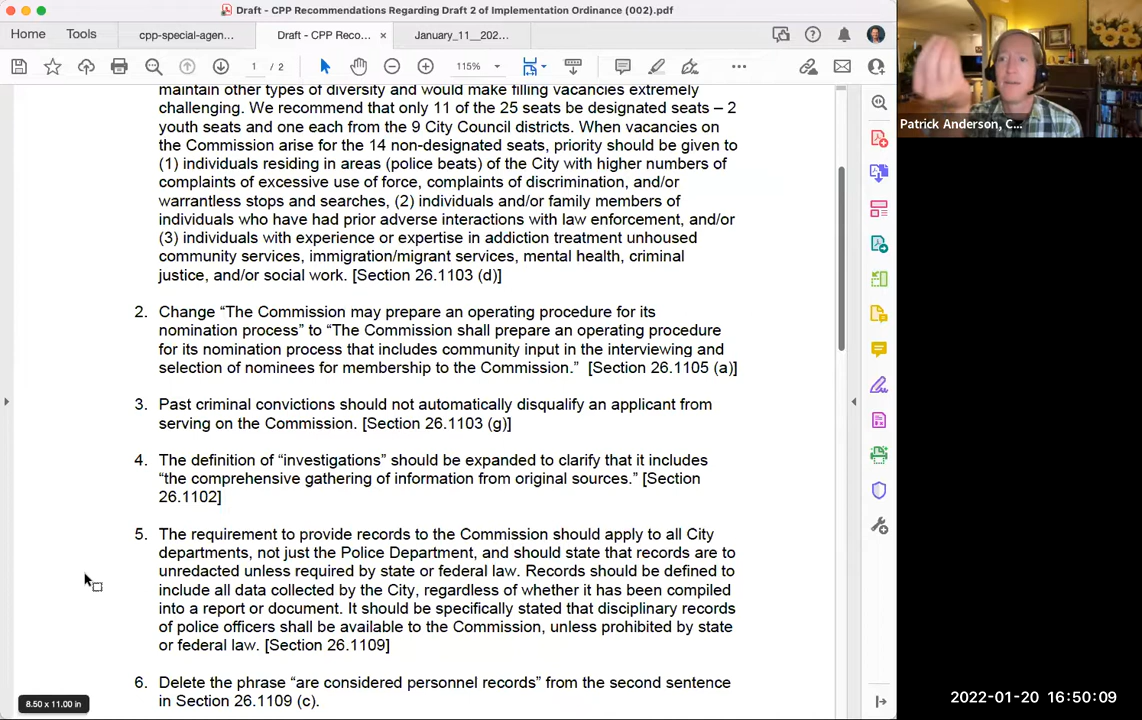 Draft - CPP Recommendations Regarding Draft 2 of Implementation Ordinance (002).pdf
Home Tools cpp-special-agen... Draft - CPP Reco... × January_11__202...
1 / 2 115%
maintain other types of diversity and would make filling vacancies extremely
challenging. We recommend that only 11 of the 25 seats be designated seats – 2
youth seats and one each from the 9 City Council districts. When vacancies on
the Commission arise for the 14 non-designated seats, priority should be given to
(1) individuals residing in areas (police beats) of the City with higher numbers of
complaints of excessive use of force, complaints of discrimination, and/or
warrantless stops and searches, (2) individuals and/or family members of
individuals who have had prior adverse interactions with law enforcement, and/or
(3) individuals with experience or expertise in addiction treatment unhoused
community services, immigration/migrant services, mental health, criminal
justice, and/or social work. [Section 26.1103 (d)]
2. Change “The Commission may prepare an operating procedure for its
nomination process” to “The Commission shall prepare an operating procedure
for its nomination process that includes community input in the interviewing and
selection of nominees for membership to the Commission.” [Section 26.1105 (a)]
3. Past criminal convictions should not automatically disqualify an applicant from
serving on the Commission. [Section 26.1103 (g)]
4. The definition of “investigations” should be expanded to clarify that it includes
“the comprehensive gathering of information from original sources.” [Section
26.1102]
5. The requirement to provide records to the Commission should apply to all City
departments, not just the Police Department, and should state that records are to
unredacted unless required by state or federal law. Records should be defined to
include all data collected by the City, regardless of whether it has been compiled
into a report or document. It should be specifically stated that disciplinary records
of police officers shall be available to the Commission, unless prohibited by state
or federal law. [Section 26.1109]
6. Delete the phrase “are considered personnel records” from the second sentence
in Section 26.1109 (c).
8.50 x 11.00 in
Patrick Anderson, C...
2022-01-20 16:50:09